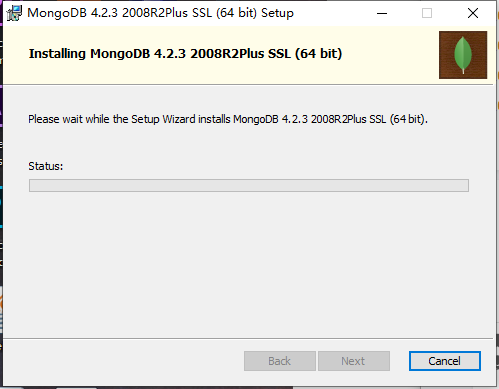 MongoDB 4.2.3 2008R2Plus SSL (64 bit) Setup
Installing MongoDB 4.2.3 2008R2Plus SSL (64 bit)
Please wait while the Setup Wizard installs MongoDB 4.2.3 2008R2Plus SSL (64 bit).
Status:
Back
Next
Cancel